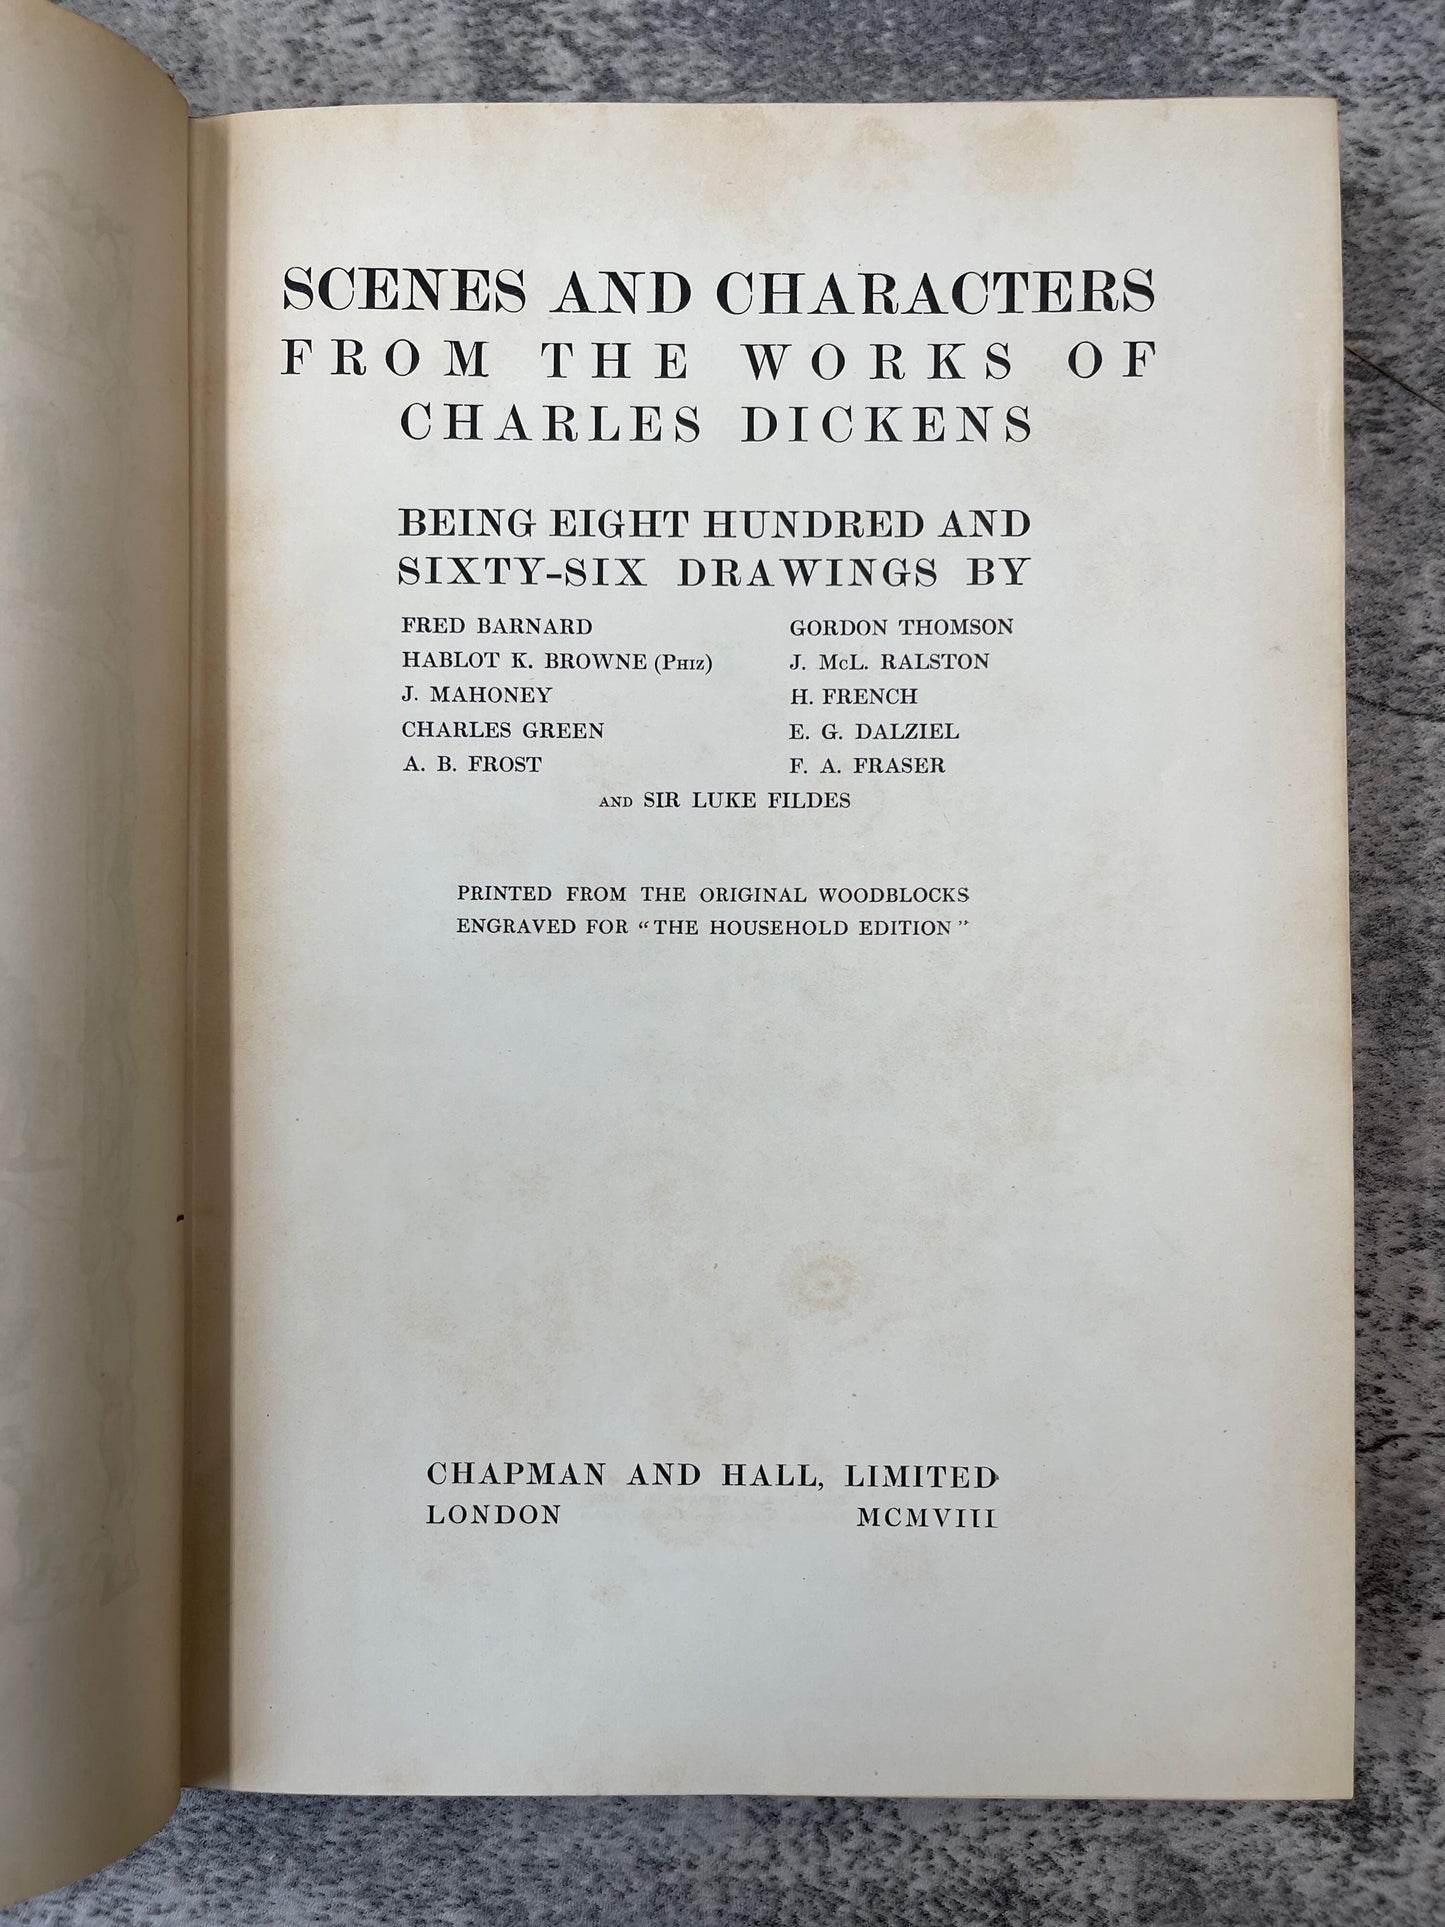 SCENES AND CHARACTERS
FROM THE WORKS OF
CHARLES DICKENS
BEING EIGHT HUNDRED AND
SIXTY-SIX DRAWINGS BY
FRED BARNARD
HABLOT K. BROWNE (PHIZ)
J. MAHONEY
CHARLES GREEN
A. B. FROST
GORDON THOMSON
J. McL. RALSTON
H. FRENCH
E. G. DALZIEL
F. A. FRASER
AND SIR LUKE FILDES
PRINTED FROM THE ORIGINAL WOODBLOCKS
ENGRAVED FOR "THE HOUSEHOLD EDITION"
CHAPMAN AND HALL, LIMITED
LONDON MCMVIII